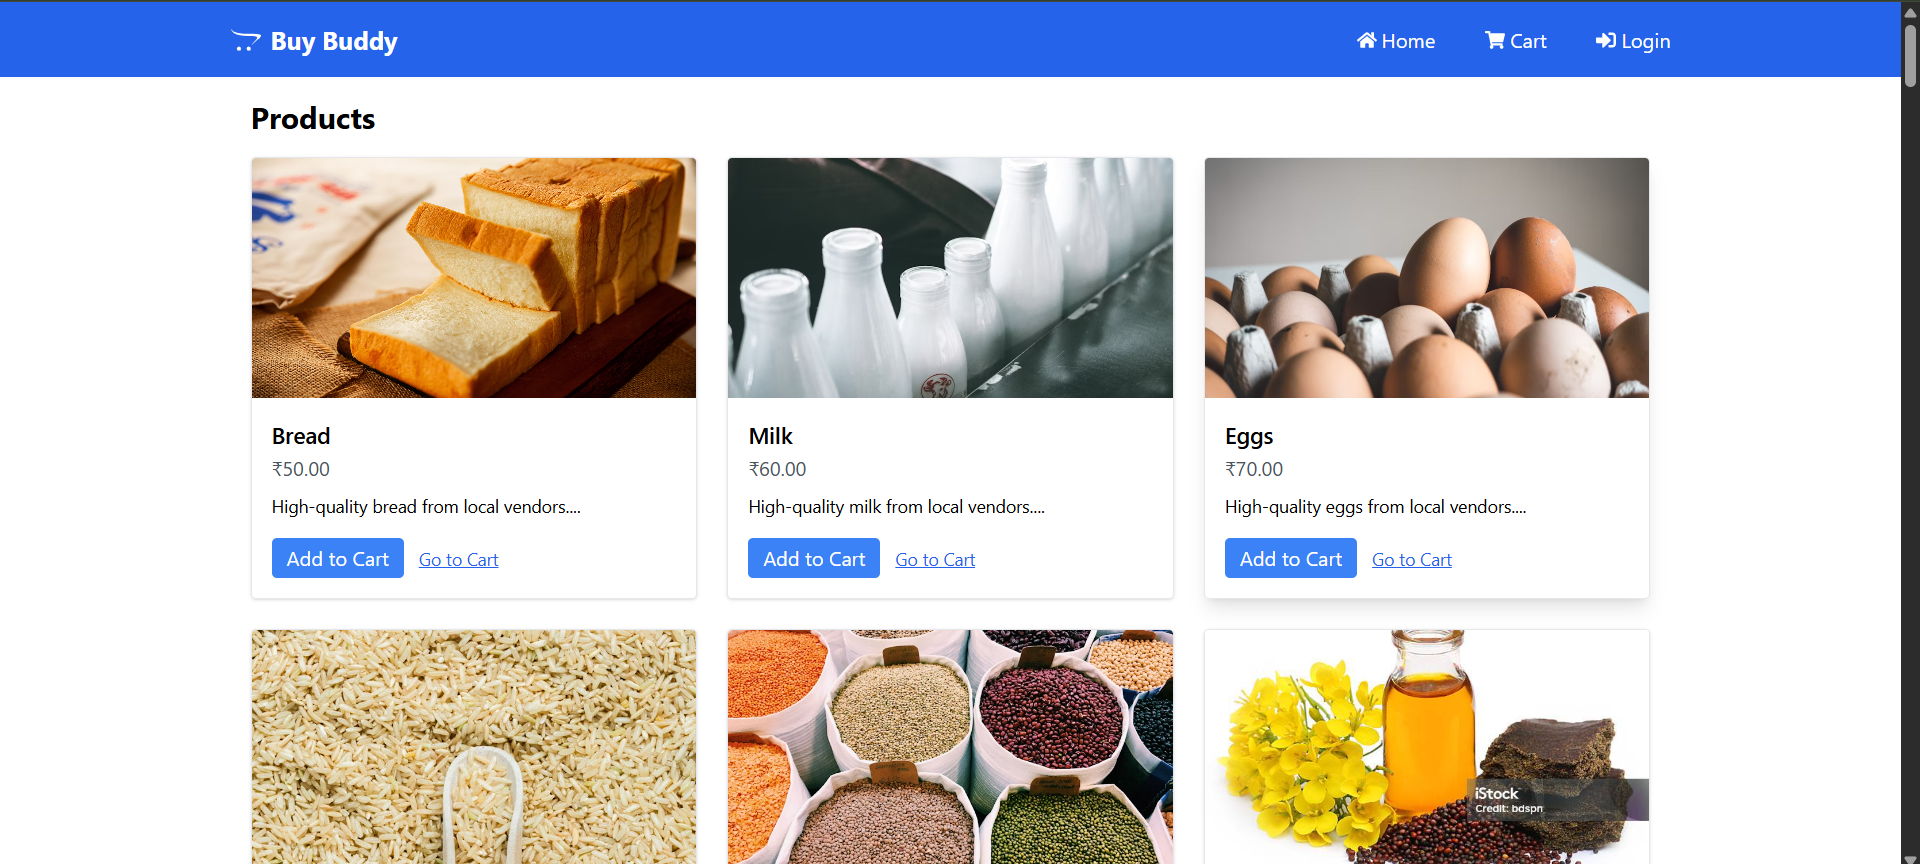 Buy Buddy
Home
Cart
Login
Products
Bread
₹50.00
High-quality bread from local vendors....
Add to Cart
Go to Cart
Milk
₹60.00
High-quality milk from local vendors....
Add to Cart
Go to Cart
Eggs
₹70.00
High-quality eggs from local vendors....
Add to Cart
Go to Cart
iStock
Credit: bdspn